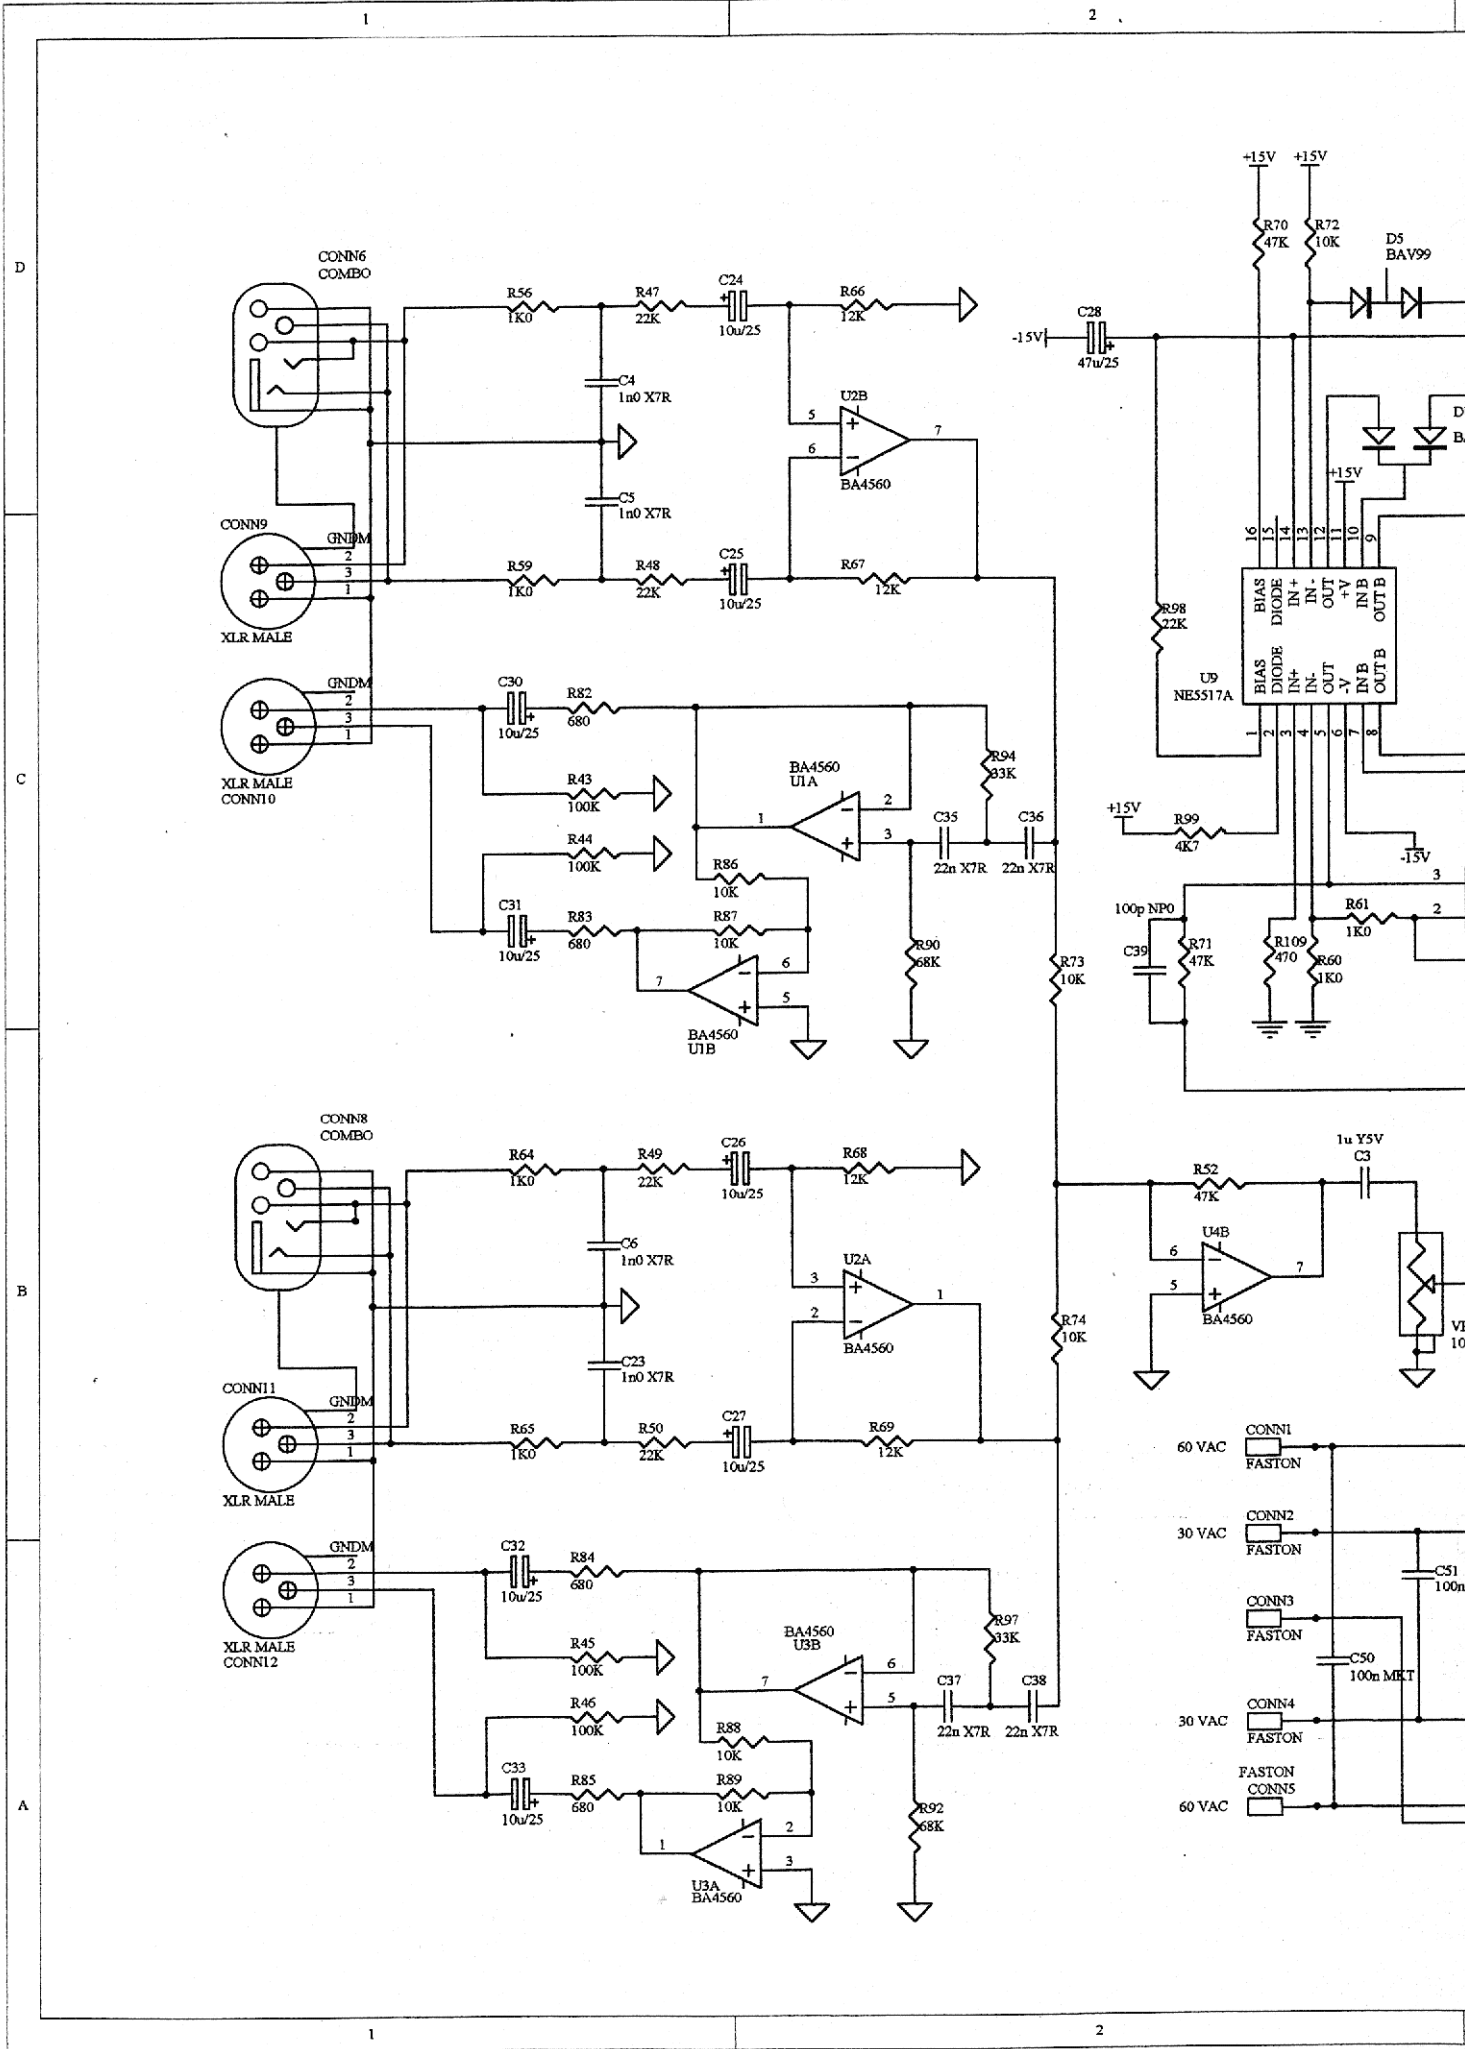 1
2
+15V
+15V
R70
47K
R72
10K
D5
BAV99
D
CONN6
COMBO
R56
1K0
R47
22K
C24
+
10u/25
R66
12K
-15V
C28
+
47u/25
C4
1n0 X7R
U2B
5
+
6
−
7
BA4560
+15V
C5
1n0 X7R
CONN9
GNDM
2
3
1
XLR MALE
R59
1K0
R48
22K
C25
+
10u/25
R67
12K
16
15
14
13
12
11
10
9
BIAS
DIODE
IN +
IN -
OUT
+V
IN B
OUT B
R98
22K
U9
NE5517A
BIAS
DIODE
IN+
IN-
OUT
-V
IN B
OUT B
1
2
3
4
5
6
7
8
GNDM
2
3
1
XLR MALE
CONN10
C30
+
10u/25
R82
680
R94
33K
C
R43
100K
BA4560
U1A
1
−
2
+
3
C35
22n X7R
C36
22n X7R
+15V
R99
4K7
-15V
R44
100K
R86
10K
3
C31
+
10u/25
R83
680
R87
10K
100p NP0
C39
R71
47K
R109
470
R60
1K0
R61
1K0
2
R90
68K
R73
10K
7
−
6
+
5
BA4560
U1B
CONN8
COMBO
R64
1K0
R49
22K
C26
+
10u/25
R68
12K
1u Y5V
C3
R52
47K
C6
1n0 X7R
U2A
3
+
2
−
1
BA4560
U4B
6
−
5
+
7
BA4560
B
C23
1n0 X7R
R74
10K
CONN11
GNDM
2
3
1
XLR MALE
R65
1K0
R50
22K
C27
+
10u/25
R69
12K
60 VAC
CONN1
FASTON
30 VAC
CONN2
FASTON
C51
100n
GNDM
2
3
1
XLR MALE
CONN12
C32
+
10u/25
R84
680
R97
33K
CONN3
FASTON
R45
100K
BA4560
U3B
7
−
6
+
5
C37
22n X7R
C38
22n X7R
C50
100n MKT
R46
100K
R88
10K
30 VAC
CONN4
FASTON
A
C33
+
10u/25
R85
680
R89
10K
R92
68K
FASTON
CONN5
60 VAC
1
−
2
+
3
U3A
BA4560
1
2